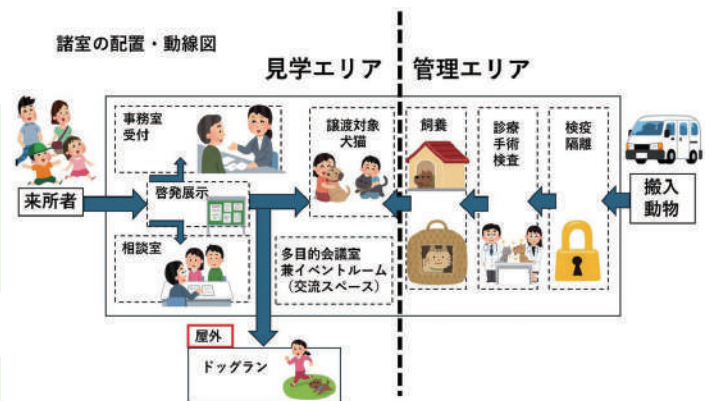 諸室の配置・動線図
見学エリア
管理エリア
事務室
受付
譲渡対象
犬猫
飼養
診療
手術
検査
検疫
隔離
来所者
啓発展示
搬入
動物
相談室
多目的会議室
兼イベントルーム
（交流スペース）
屋外
ドッグラン